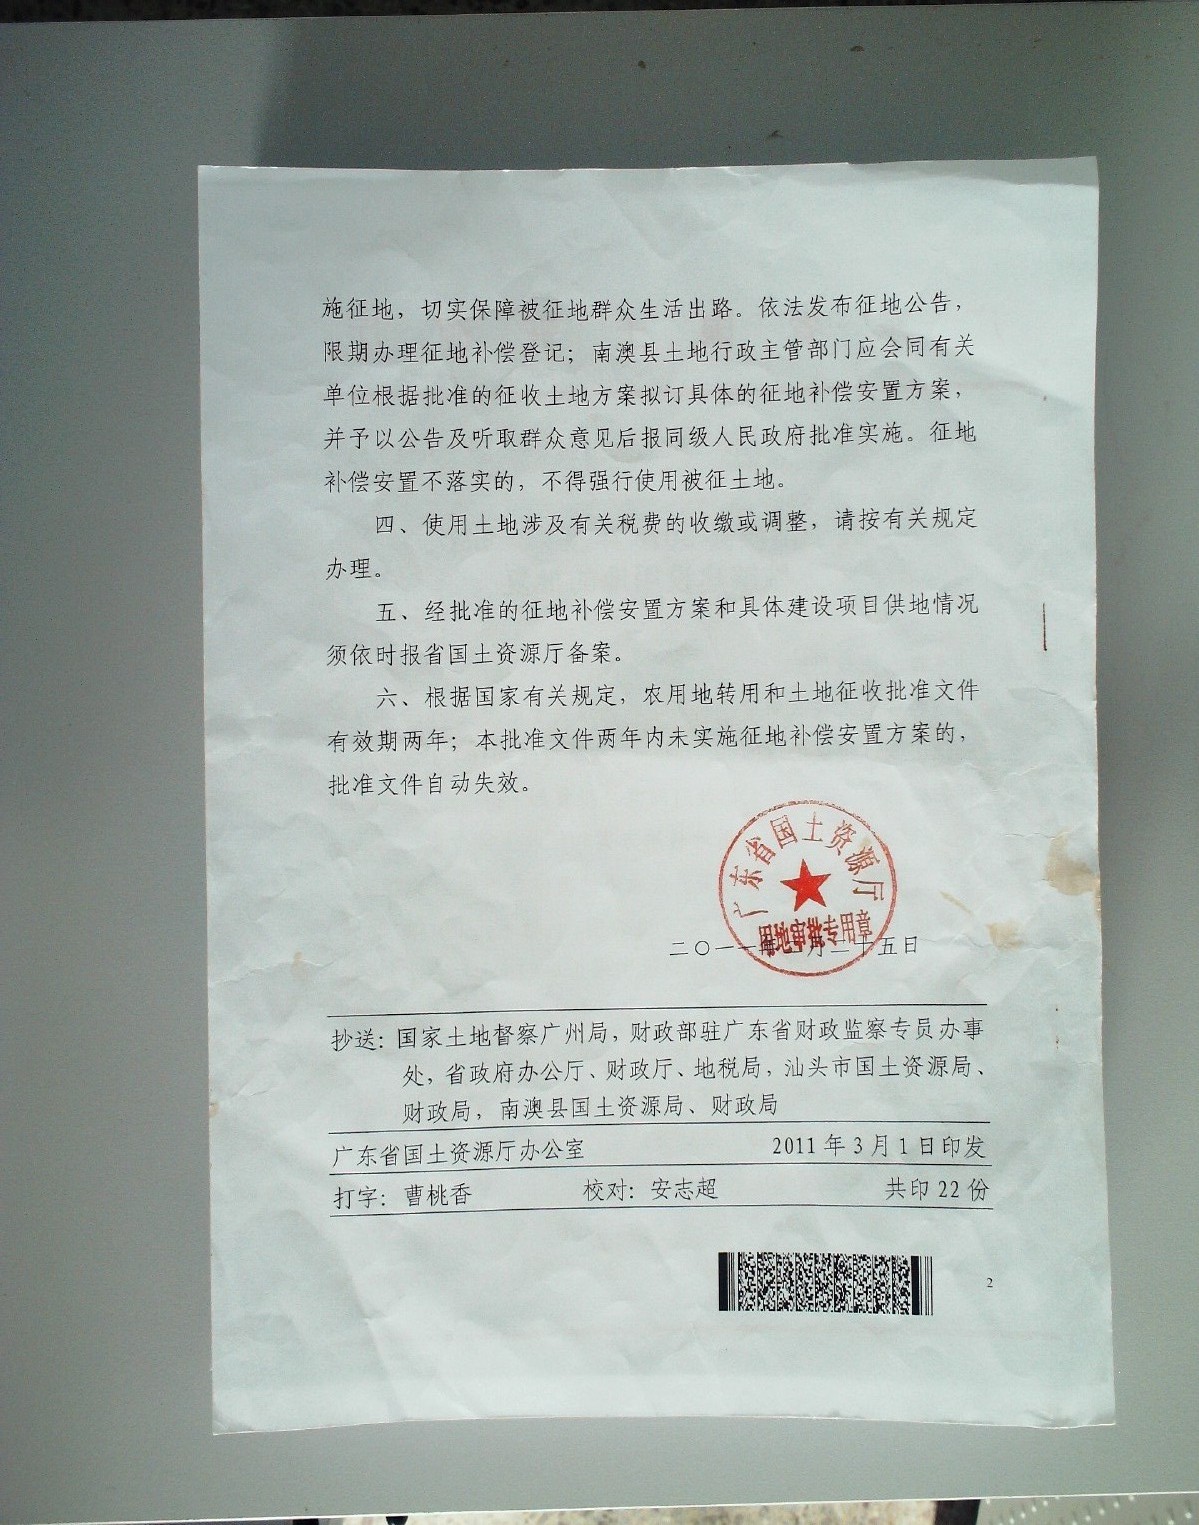 施征地，切实保障被征地群众生活出路。依法发布征地公告，
限期办理征地补偿登记；南澳县土地行政主管部门应会同有关
单位根据批准的征收土地方案拟订具体的征地补偿安置方案，
并予以公告及听取群众意见后报同级人民政府批准实施。征地
补偿安置不落实的，不得强行使用被征土地。
四、使用土地涉及有关税费的收缴或调整，请按有关规定
办理。
五、经批准的征地补偿安置方案和具体建设项目供地情况
须依时报省国土资源厅备案。
六、根据国家有关规定，农用地转用和土地征收批准文件
有效期两年；本批准文件两年内未实施征地补偿安置方案的，
批准文件自动失效。
广东省国土资源厅
用地审批专用章
二〇一一年二月二十五日
抄送：国家土地督察广州局，财政部驻广东省财政监察专员办事
处，省政府办公厅、财政厅、地税局，汕头市国土资源局、
财政局，南澳县国土资源局、财政局
广东省国土资源厅办公室 2011 年 3 月 1 日印发
打字：曹桃香 校对：安志超 共印 22 份
2